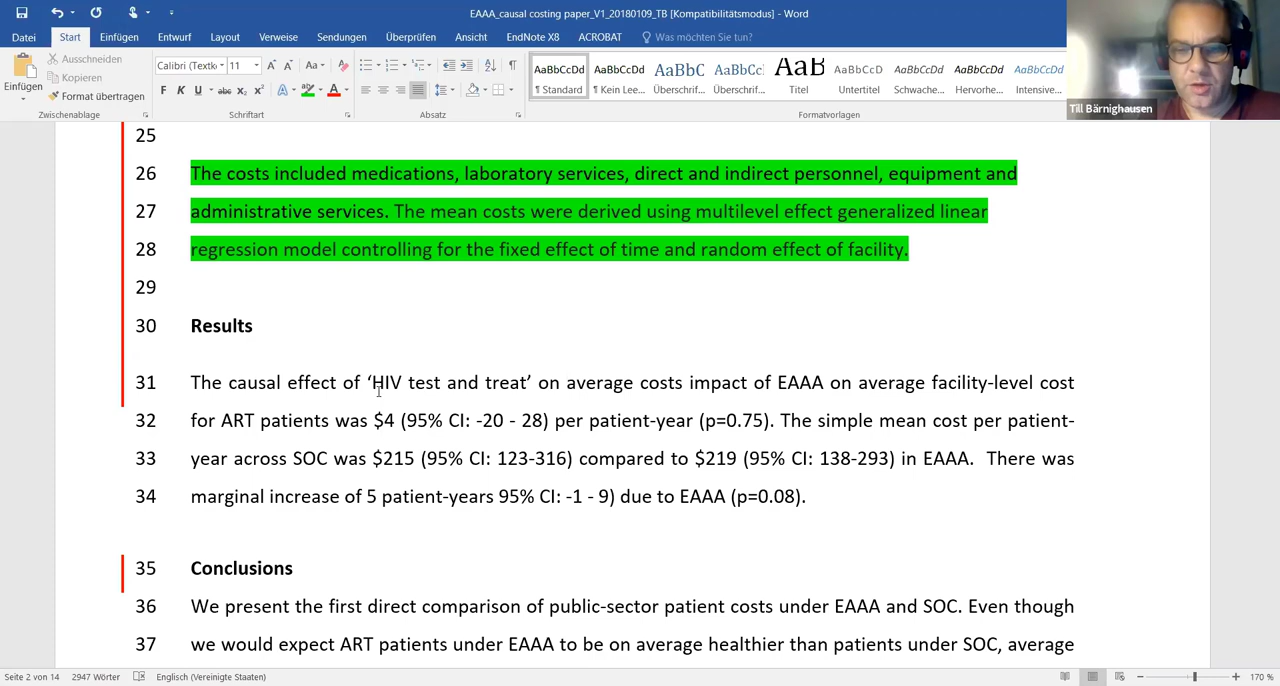 EAAA_causal costing paper_V1_20180109_TB [Kompatibilitätsmodus] - Word
Datei Start Einfügen Entwurf Layout Verweise Sendungen Überprüfen Ansicht EndNote X8 ACROBAT Was möchten Sie tun?
Einfügen
Ausschneiden
Kopieren
Format übertragen
Zwischenablage
Calibri (Textk 11
F K U abc x₂ x²
Schriftart
Absatz
AaBbCcDd AaBbCcDd AaBbC AaBbCc AaB AaBbCcD AaBbCcDd AaBbCcDd AaBbCcDd
¶ Standard ¶ Kein Lee... Überschrif... Überschrif... Titel Untertitel Schwache... Hervorhe... Intensive...
Formatvorlagen
Till Bärnighausen
25
26 The costs included medications, laboratory services, direct and indirect personnel, equipment and
27 administrative services. The mean costs were derived using multilevel effect generalized linear
28 regression model controlling for the fixed effect of time and random effect of facility.
29
30 Results
31 The causal effect of ‘HIV test and treat’ on average costs impact of EAAA on average facility-level cost
32 for ART patients was $4 (95% CI: -20 - 28) per patient-year (p=0.75). The simple mean cost per patient-
33 year across SOC was $215 (95% CI: 123-316) compared to $219 (95% CI: 138-293) in EAAA. There was
34 marginal increase of 5 patient-years 95% CI: -1 - 9) due to EAAA (p=0.08).
35 Conclusions
36 We present the first direct comparison of public-sector patient costs under EAAA and SOC. Even though
37 we would expect ART patients under EAAA to be on average healthier than patients under SOC, average
Seite 2 von 14 2947 Wörter Englisch (Vereinigte Staaten) 170 %